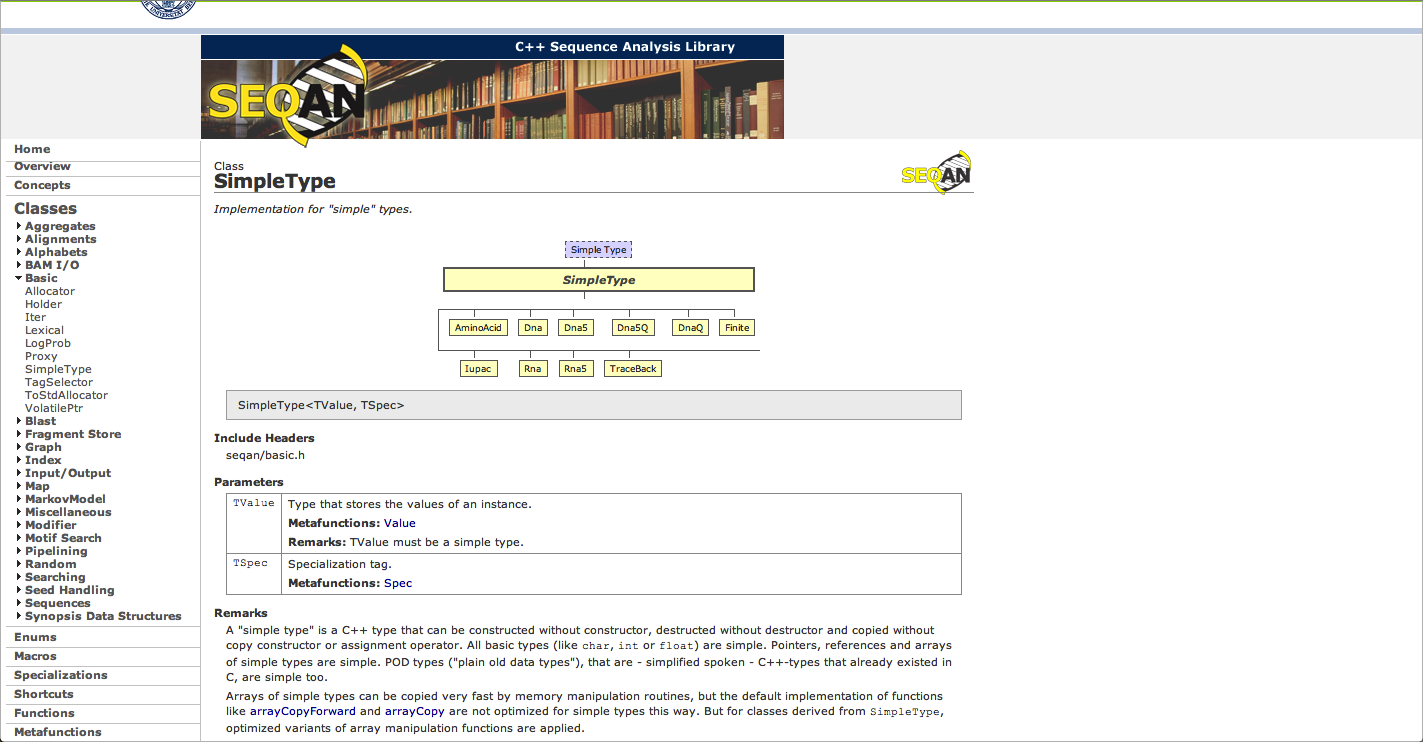 C++ Sequence Analysis Library
SEQAN
Home
Overview
Concepts
Classes
Aggregates
Alignments
Alphabets
BAM I/O
Basic
Allocator
Holder
Iter
Lexical
LogProb
Proxy
SimpleType
TagSelector
ToStdAllocator
VolatilePtr
Blast
Fragment Store
Graph
Index
Input/Output
Map
MarkovModel
Miscellaneous
Modifier
Motif Search
Pipelining
Random
Searching
Seed Handling
Sequences
Synopsis Data Structures
Enums
Macros
Specializations
Shortcuts
Functions
Metafunctions
Class
SimpleType
SEQAN
Implementation for "simple" types.
Simple Type
SimpleType
AminoAcid Dna Dna5 Dna5Q DnaQ Finite
Iupac Rna Rna5 TraceBack
SimpleType<TValue, TSpec>
Include Headers
seqan/basic.h
Parameters
TValue Type that stores the values of an instance.
Metafunctions: Value
Remarks: TValue must be a simple type.
TSpec Specialization tag.
Metafunctions: Spec
Remarks
A "simple type" is a C++ type that can be constructed without constructor, destructed without destructor and copied without
copy constructor or assignment operator. All basic types (like char, int or float) are simple. Pointers, references and arrays
of simple types are simple. POD types ("plain old data types"), that are - simplified spoken - C++-types that already existed in
C, are simple too.
Arrays of simple types can be copied very fast by memory manipulation routines, but the default implementation of functions
like arrayCopyForward and arrayCopy are not optimized for simple types this way. But for classes derived from SimpleType,
optimized variants of array manipulation functions are applied.